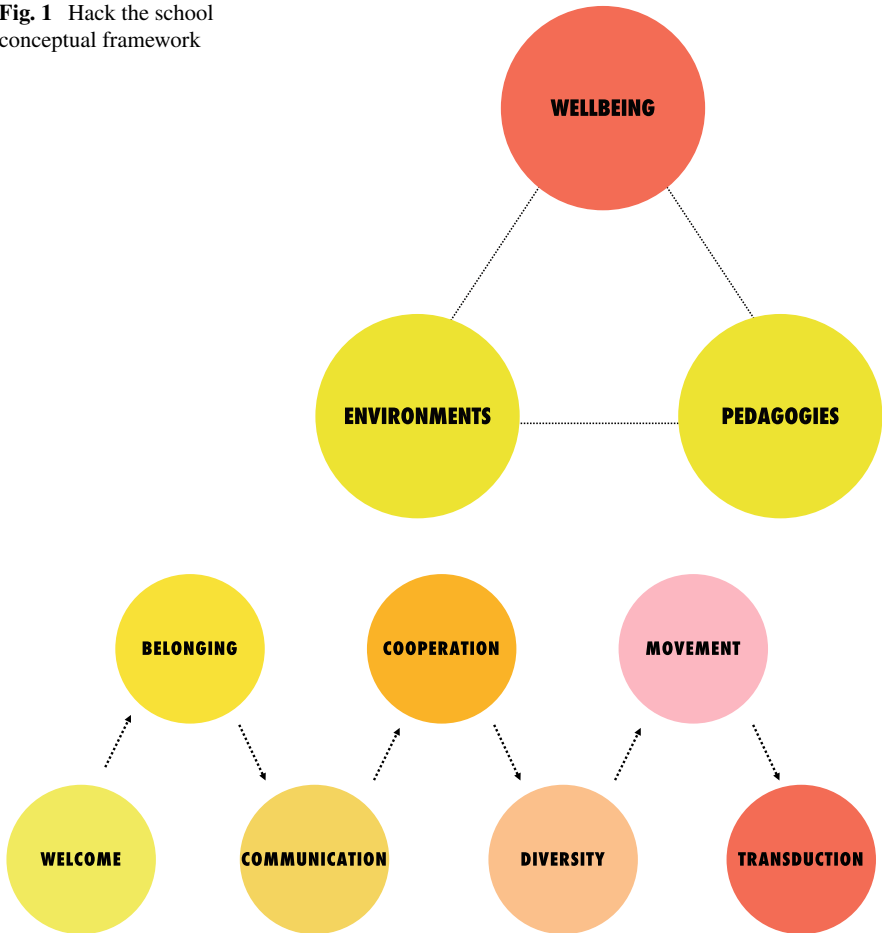 Fig. 1 Hack the school
conceptual framework
WELLBEING
ENVIRONMENTS
PEDAGOGIES
BELONGING
COOPERATION
MOVEMENT
WELCOME
COMMUNICATION
DIVERSITY
TRANSDUCTION